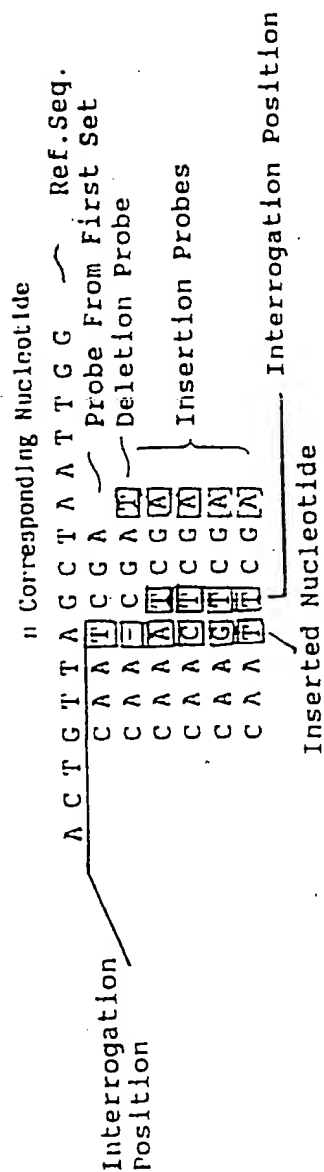 Corresponding Nucleotide
A C T G T T A G C T A A T T G G Ref.Seq.
C A A T C G A Probe From First Set
C A A - C G A T Deletion Probe
C A A A T C G A
C A A C T C G A Insertion Probes
C A A G T C G A
C A A T T C G A
Interrogation
Position
Inserted Nucleotide
Interrogation Position